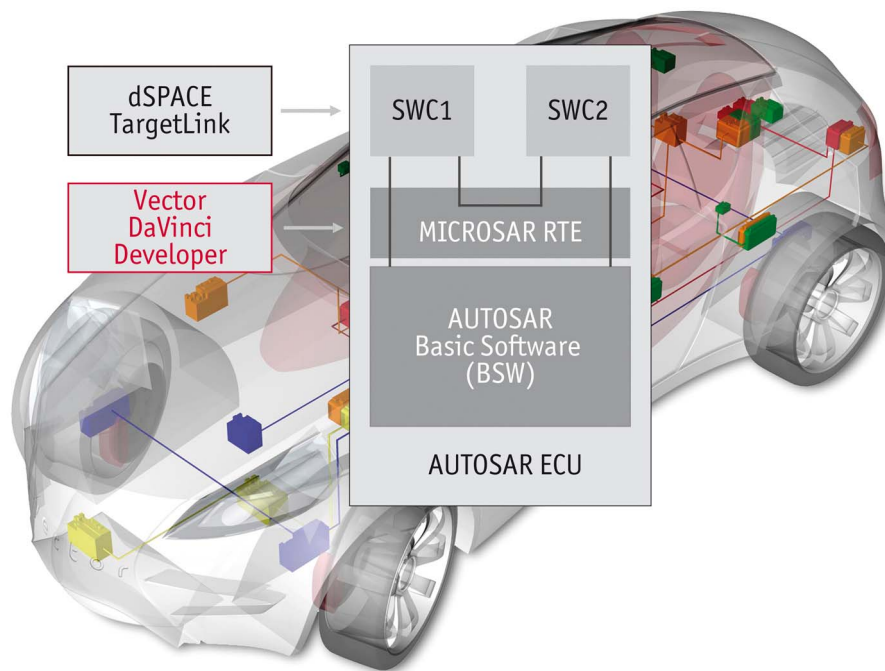 dSPACE
TargetLink
SWC1
SWC2
Vector
DaVinci
Developer
MICROSAR RTE
AUTOSAR
Basic Software
(BSW)
AUTOSAR ECU